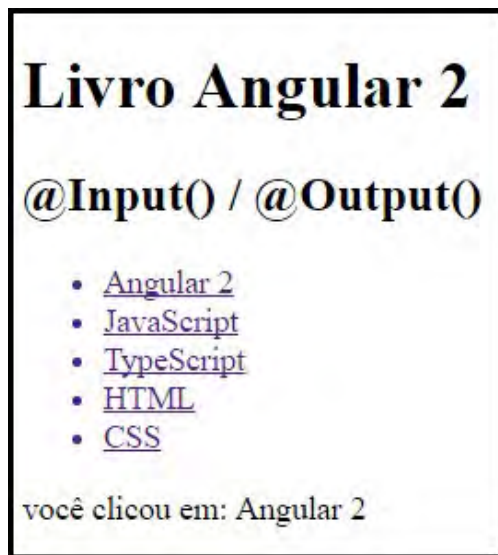 Livro Angular 2
@Input() / @Output()
Angular 2
JavaScript
TypeScript
HTML
CSS
você clicou em: Angular 2